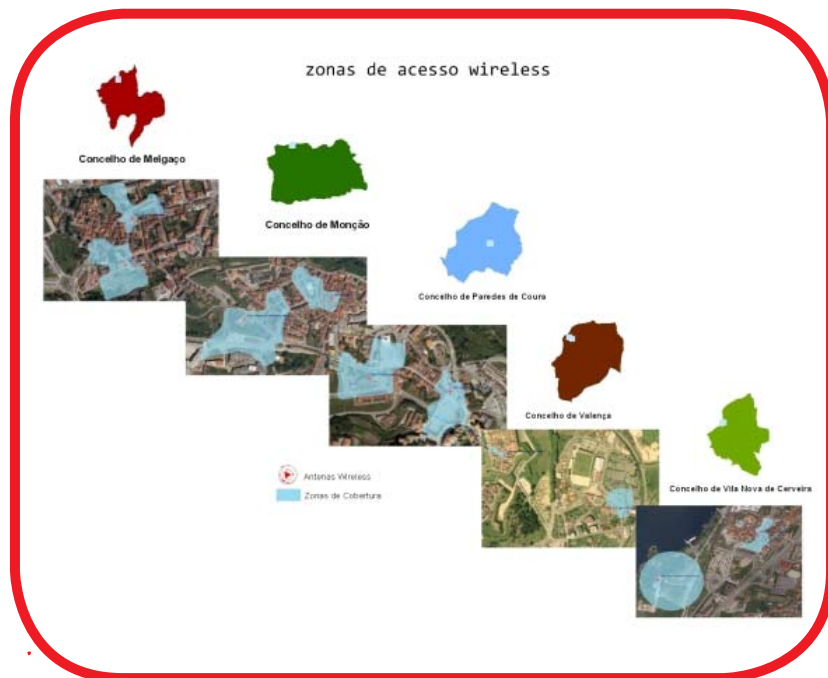 zonas de acesso wireless
Concelho de Melgaço
Concelho de Monção
Concelho de Paredes de Coura
Concelho de Valença
Concelho de Vila Nova de Cerveira
Antenas Wireless
Zonas de Cobertura